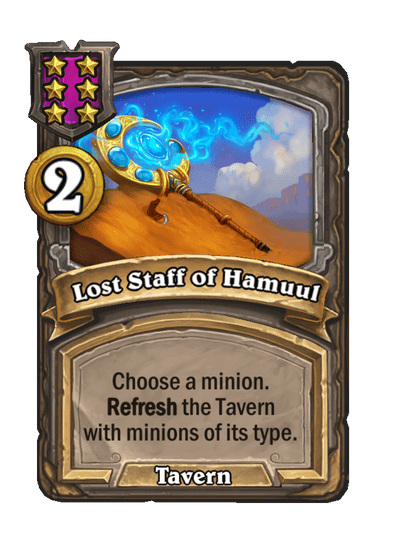 2
Lost Staff of Hamuul
Choose a minion.
Refresh the Tavern
with minions of its type.
Tavern